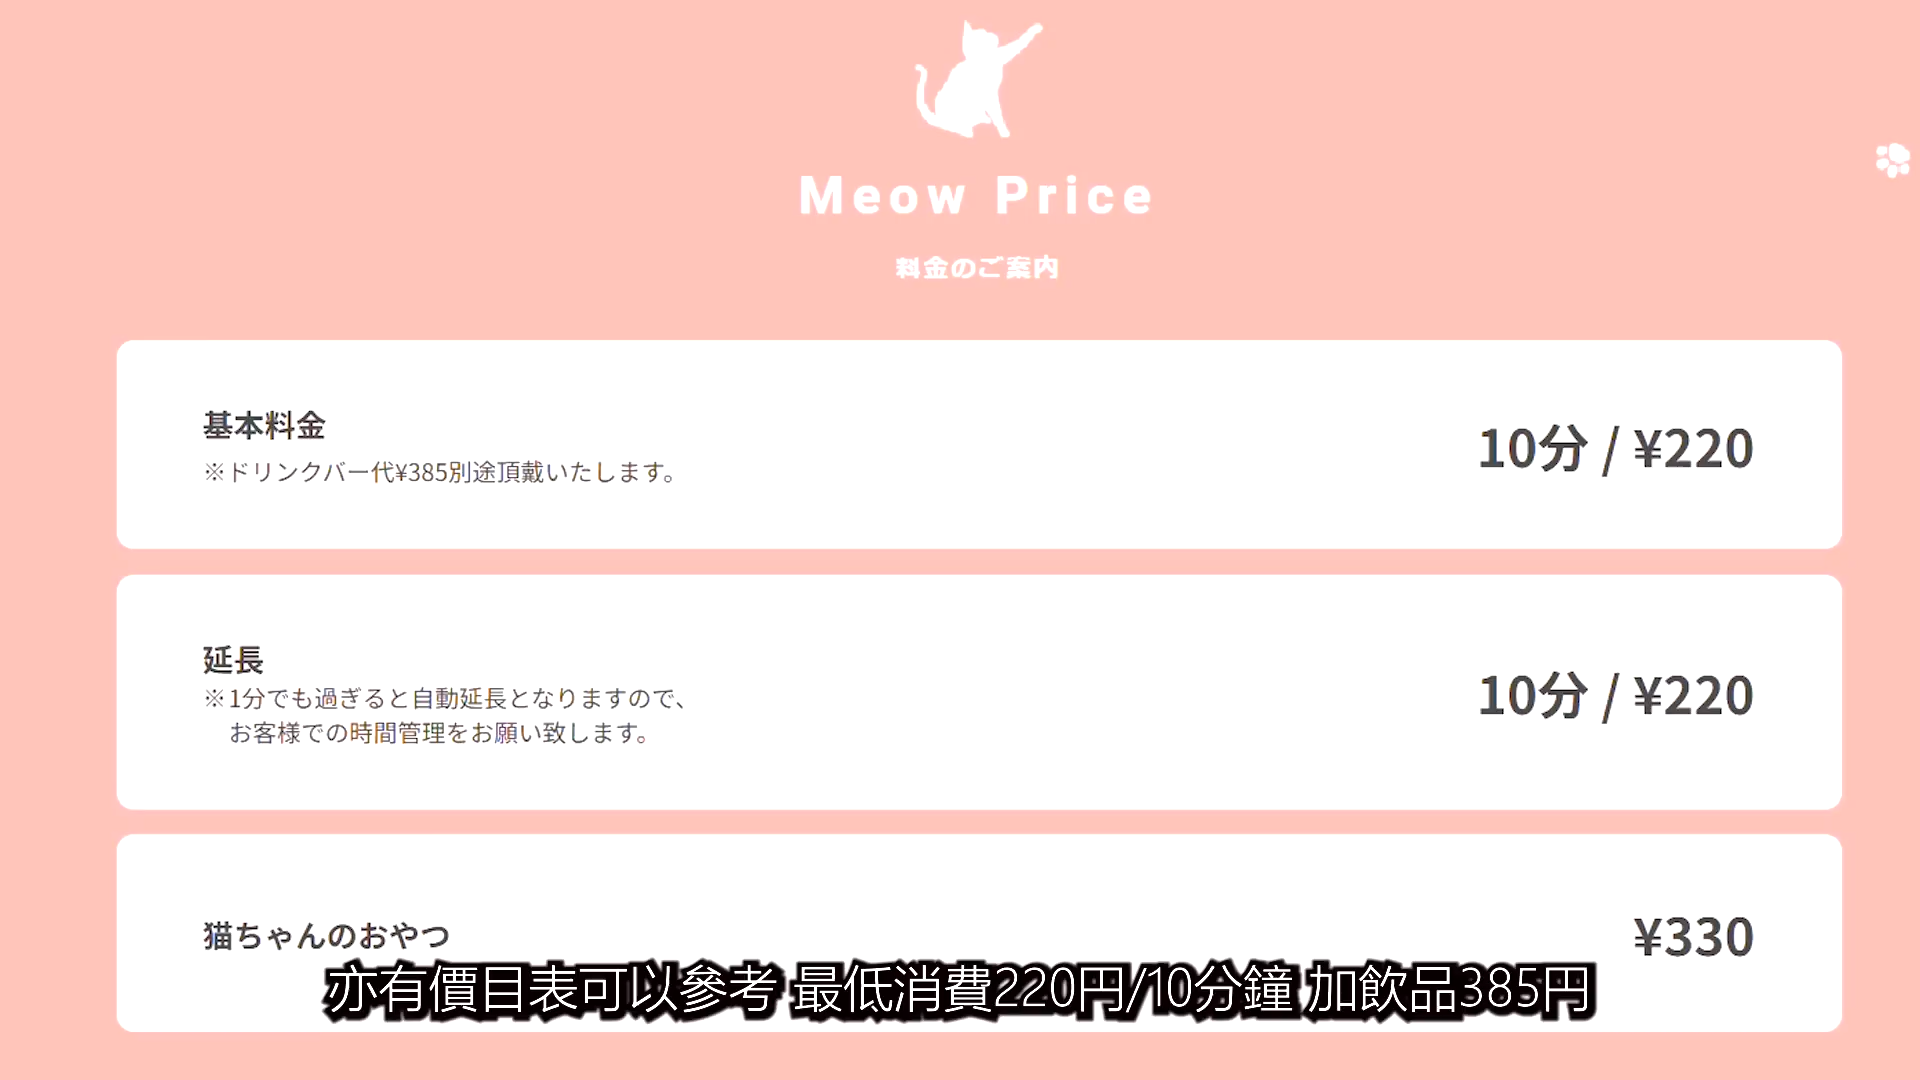 Meow Price
料金のご案内
基本料金
※ドリンクバー代¥385別途頂戴いたします。
10分 / ¥220
延長
※1分でも過ぎると自動延長となりますので、
お客様での時間管理をお願い致します。
10分 / ¥220
猫ちゃんのおやつ
¥330
亦有價目表可以參考 最低消費220円/10分鐘 加飲品385円